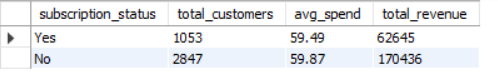 subscription_status total_customers avg_spend total_revenue
Yes 1053 59.49 62645
No 2847 59.87 170436